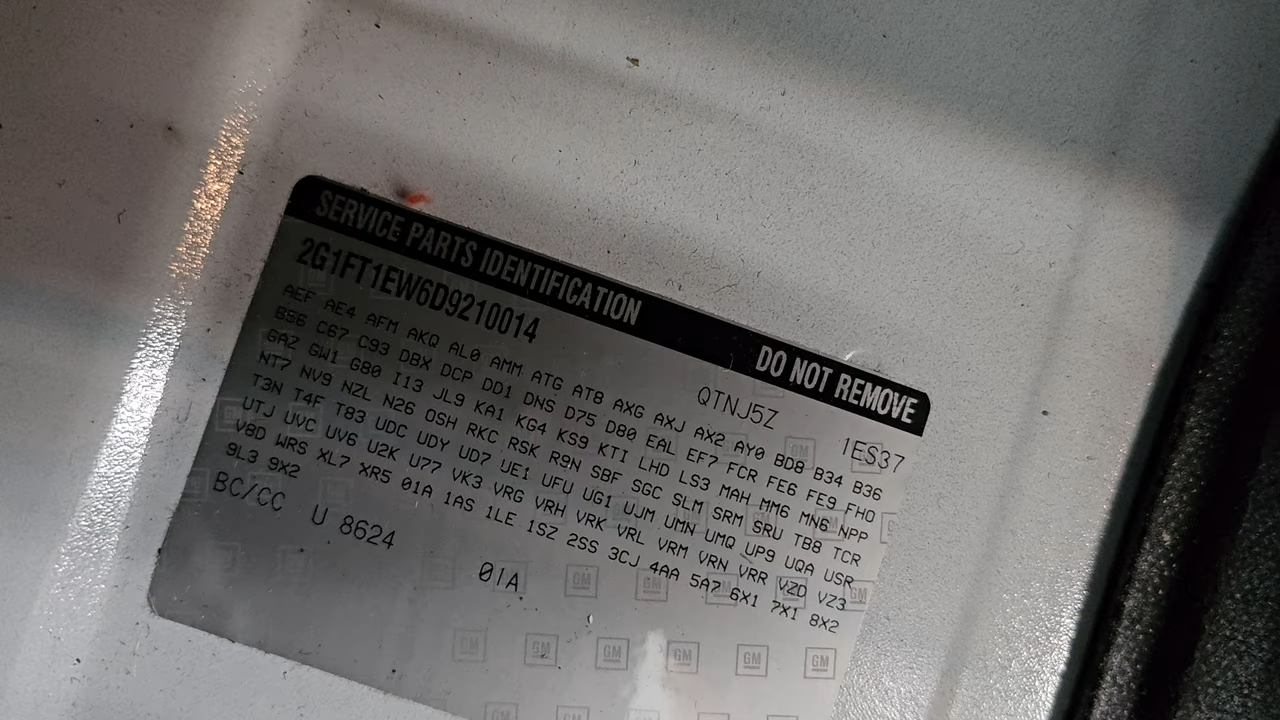 SERVICE PARTS IDENTIFICATION DO NOT REMOVE
2G1FT1EW6D9210014 QTNJ5Z 1ES37
AEF AE4 AFM AKQ AL0 AMM ATG AT8 AXG AXJ AX2 AY0 BD8 B34 B36
B56 C67 C93 DBX DCP DD1 DNS D75 D80 EAL EF7 FCR FE6 FE9 FHO
GAZ GW1 G80 I13 JL9 KA1 KG4 KS9 KTI LHD LS3 MAH MM6 MN6 NPP
NT7 NV9 NZL N26 OSH RKC RSK R9N SBF SGC SLM SRM SRU TB8 TCR
T3N T4F T83 UDC UDY UD7 UE1 UFU UG1 UJM UMN UMQ UP9 UQA USR
UTJ UVC UV6 U2K U77 VK3 VRG VRH VRK VRL VRM VRN VRR VZD VZ3
V8D WRS XL7 XR5 01A 1AS 1LE 1SZ 2SS 3CJ 4AA 5A7 6X1 7X1 8X2
9L3 9X2
BC/CC U 8624
01A
GM GM GM GM GM GM